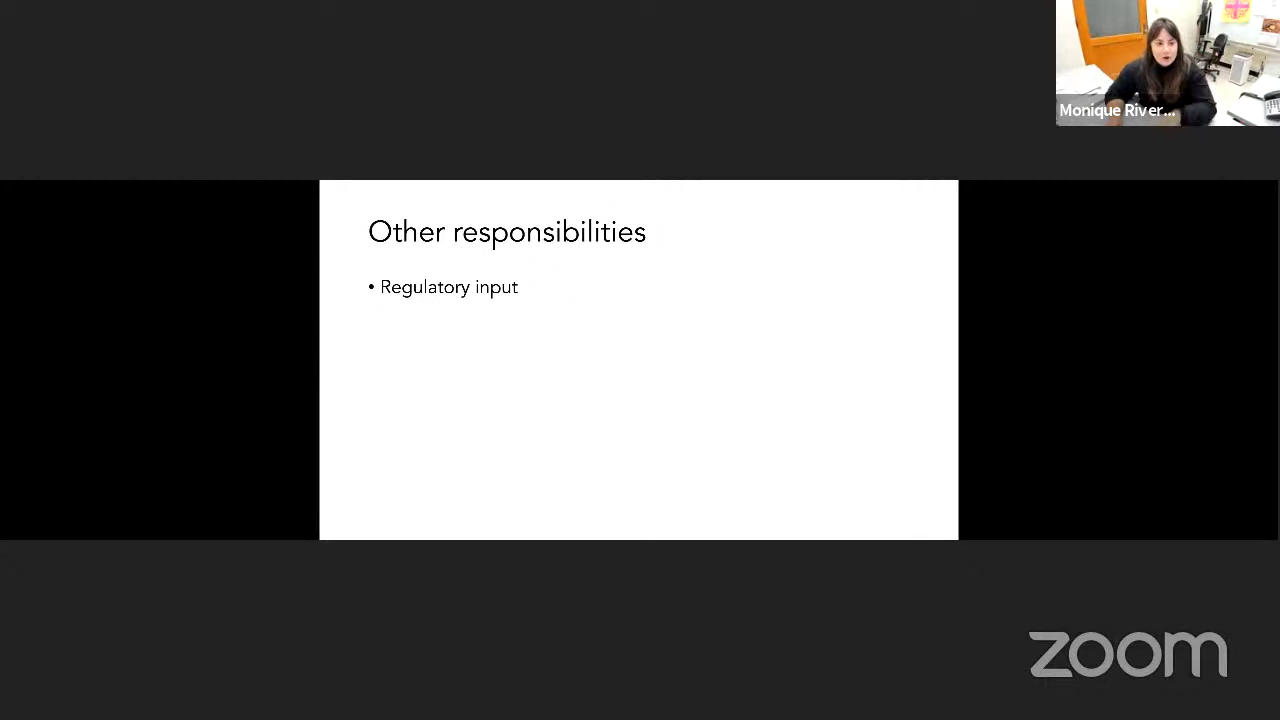 Monique River...
Other responsibilities
• Regulatory input
zoom